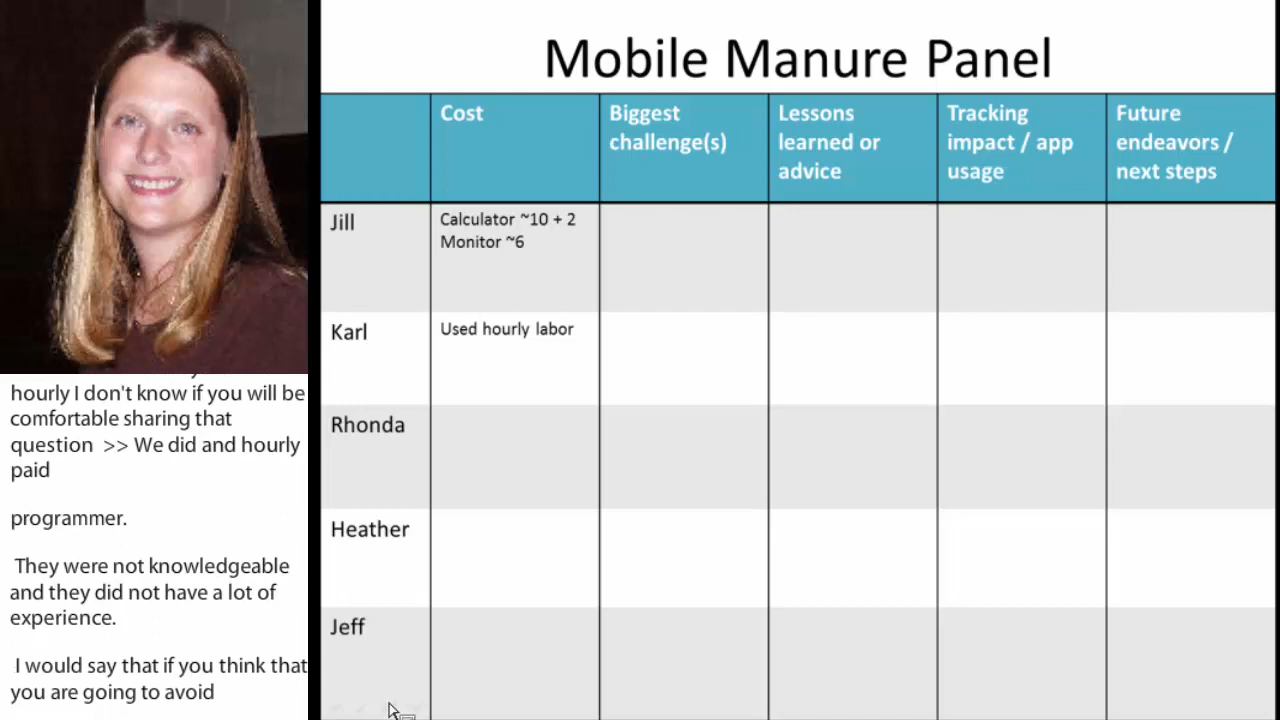 Mobile Manure Panel
Cost
Biggest
challenge(s)
Lessons
learned or
advice
Tracking
impact / app
usage
Future
endeavors /
next steps
Jill
Calculator ~10 + 2
Monitor ~6
Karl
Used hourly labor
Rhonda
Heather
Jeff
hourly I don't know if you will be
comfortable sharing that
question >> We did and hourly
paid
programmer.
They were not knowledgeable
and they did not have a lot of
experience.
I would say that if you think that
you are going to avoid